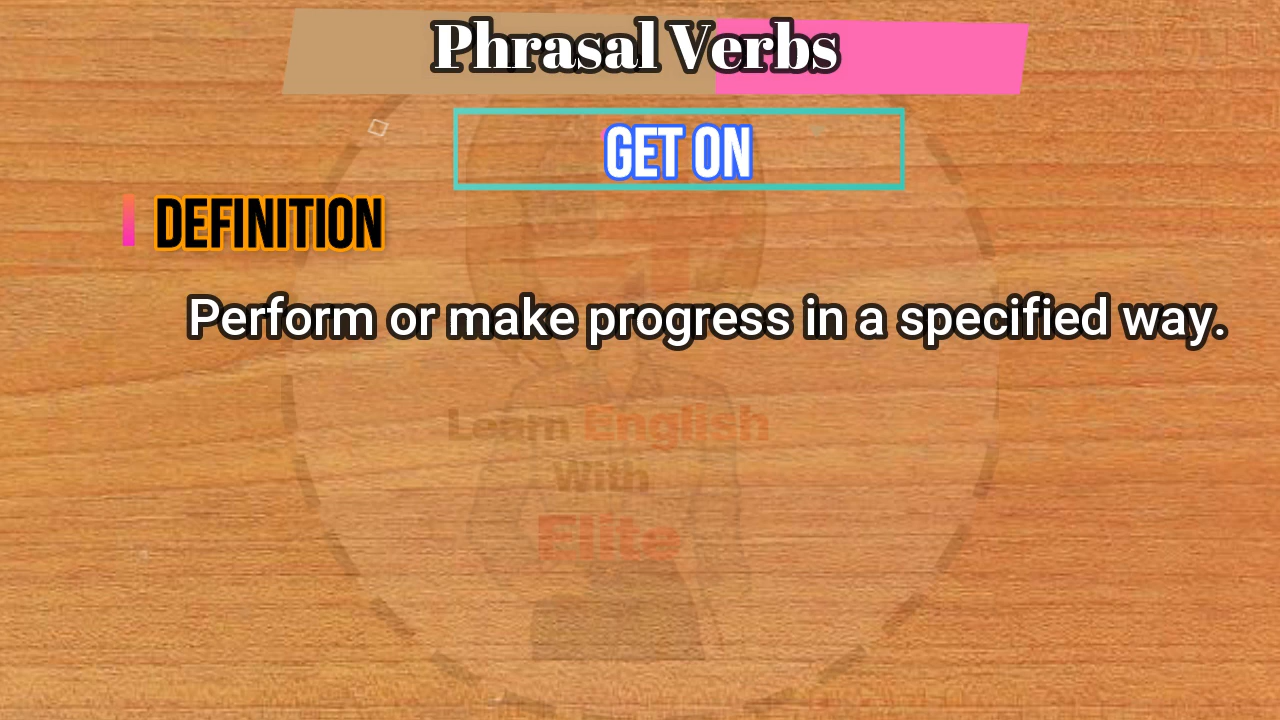 Phrasal Verbs
GET ON
DEFINITION
Perform or make progress in a specified way.
Learn English
With
Elite